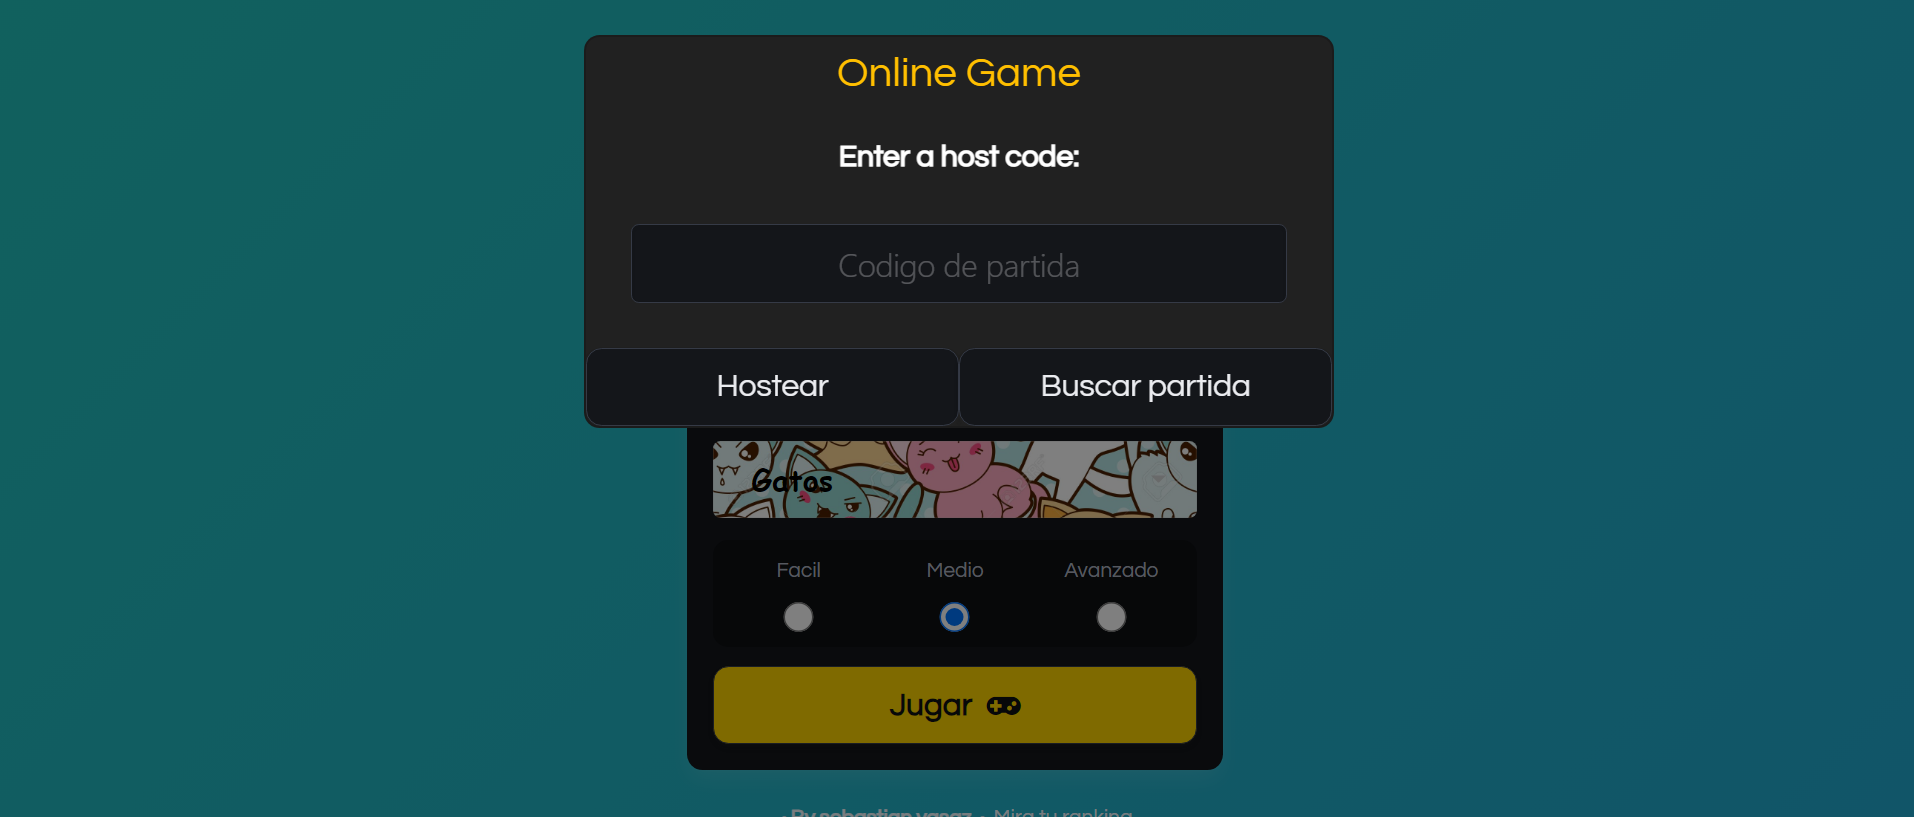 Online Game
Enter a host code:
Codigo de partida
Hostear Buscar partida
Gatos
Facil Medio Avanzado
Jugar
By sebastian yasaz - Mira tu ranking